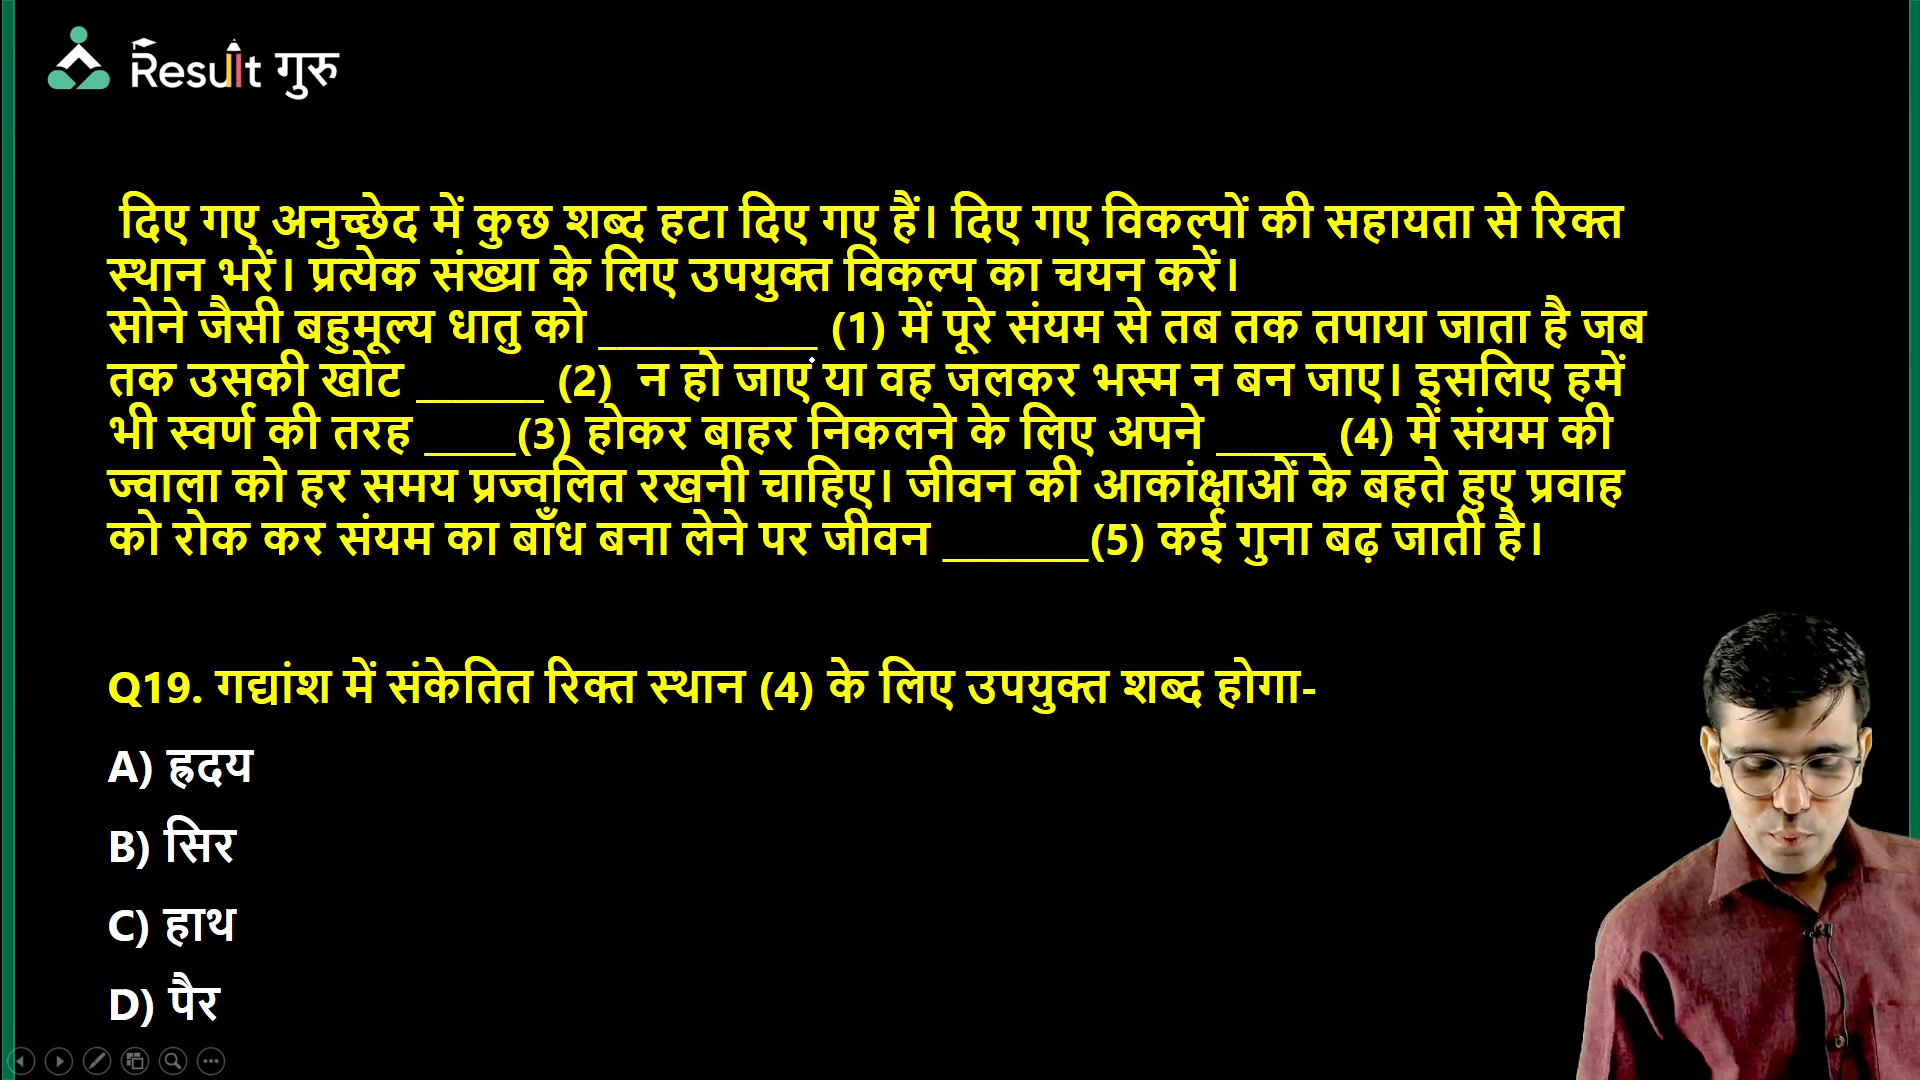 Result गुरु
दिए गए अनुच्छेद में कुछ शब्द हटा दिए गए हैं। दिए गए विकल्पों की सहायता से रिक्त
स्थान भरें। प्रत्येक संख्या के लिए उपयुक्त विकल्प का चयन करें।
सोने जैसी बहुमूल्य धातु को ____________ (1) में पूरे संयम से तब तक तपाया जाता है जब
तक उसकी खोट _______ (2) न हो जाए या वह जलकर भस्म न बन जाए। इसलिए हमें
भी स्वर्ण की तरह _____(3) होकर बाहर निकलने के लिए अपने ______ (4) में संयम की
ज्वाला को हर समय प्रज्वलित रखनी चाहिए। जीवन की आकांक्षाओं के बहते हुए प्रवाह
को रोक कर संयम का बाँध बना लेने पर जीवन ________(5) कई गुना बढ़ जाती है।
Q19. गद्यांश में संकेतित रिक्त स्थान (4) के लिए उपयुक्त शब्द होगा-
A) ह्रदय
B) सिर
C) हाथ
D) पैर